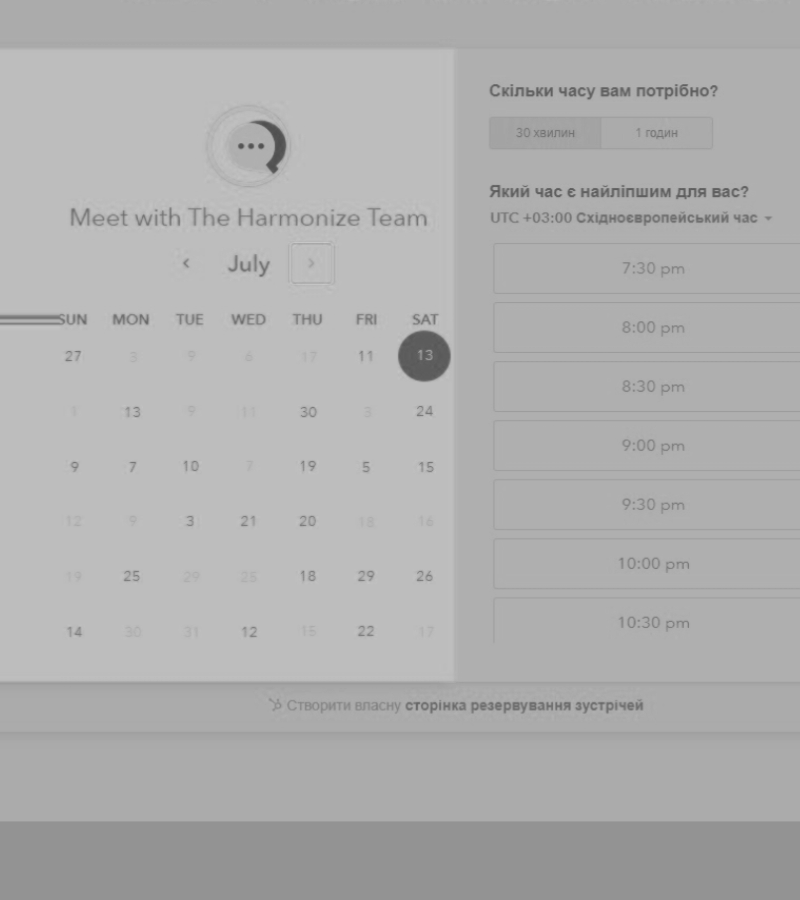 Meet with The Harmonize Team
July
SUN MON TUE WED THU FRI SAT
27 3 9 6 17 11 13
13 9 11 30 3 24
9 7 10 7 19 5 15
12 9 3 21 20 18 16
19 25 29 25 18 29 26
14 30 31 12 15 22 17
Скільки часу вам потрібно?
30 хвилин 1 годин
Який час є найліпшим для вас?
UTC +03:00 Східноєвропейський час
7:30 pm
8:00 pm
8:30 pm
9:00 pm
9:30 pm
10:00 pm
10:30 pm
Створити власну сторінка резервування зустрічей